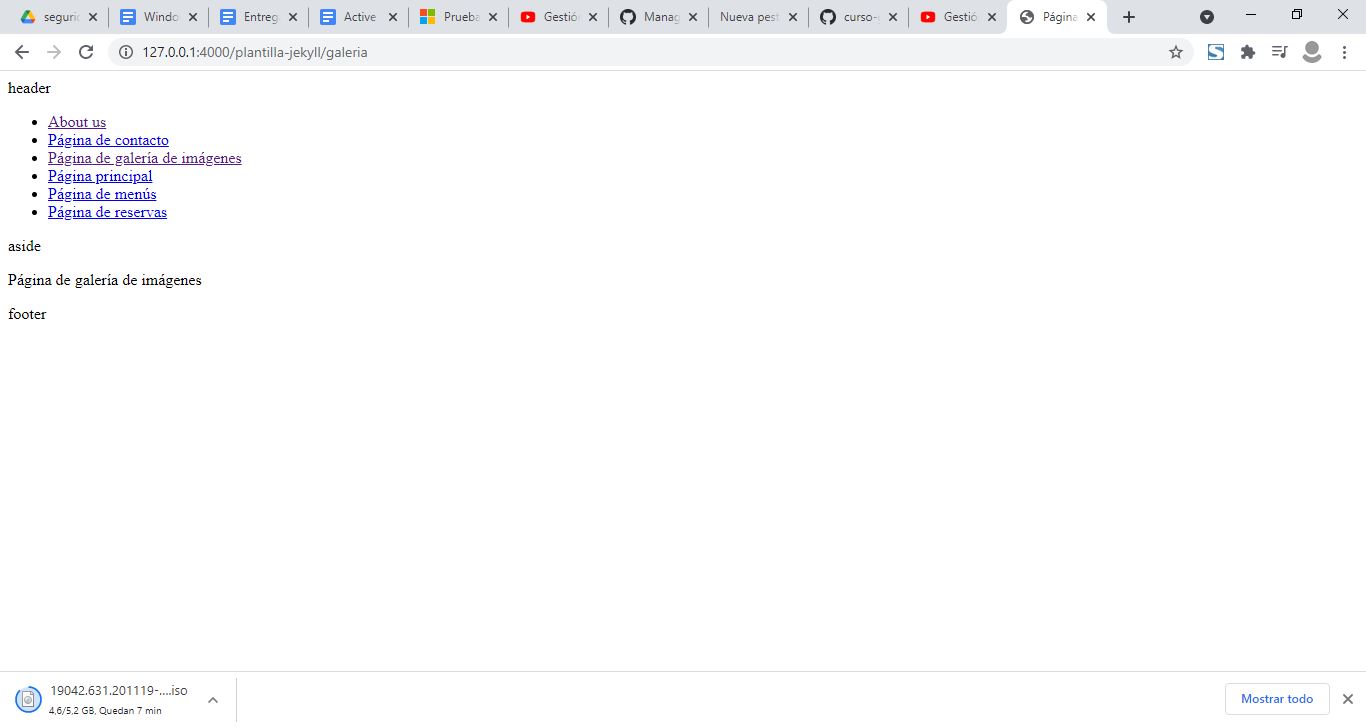 seguric Windo Entreg Active Prueba Gestión Manag Nueva pest curso- Gestió Página
127.0.0.1:4000/plantilla-jekyll/galeria
header
About us
Página de contacto
Página de galería de imágenes
Página principal
Página de menús
Página de reservas
aside
Página de galería de imágenes
footer
19042.631.201119-....iso
4,6/5,2 GB, Quedan 7 min
Mostrar todo